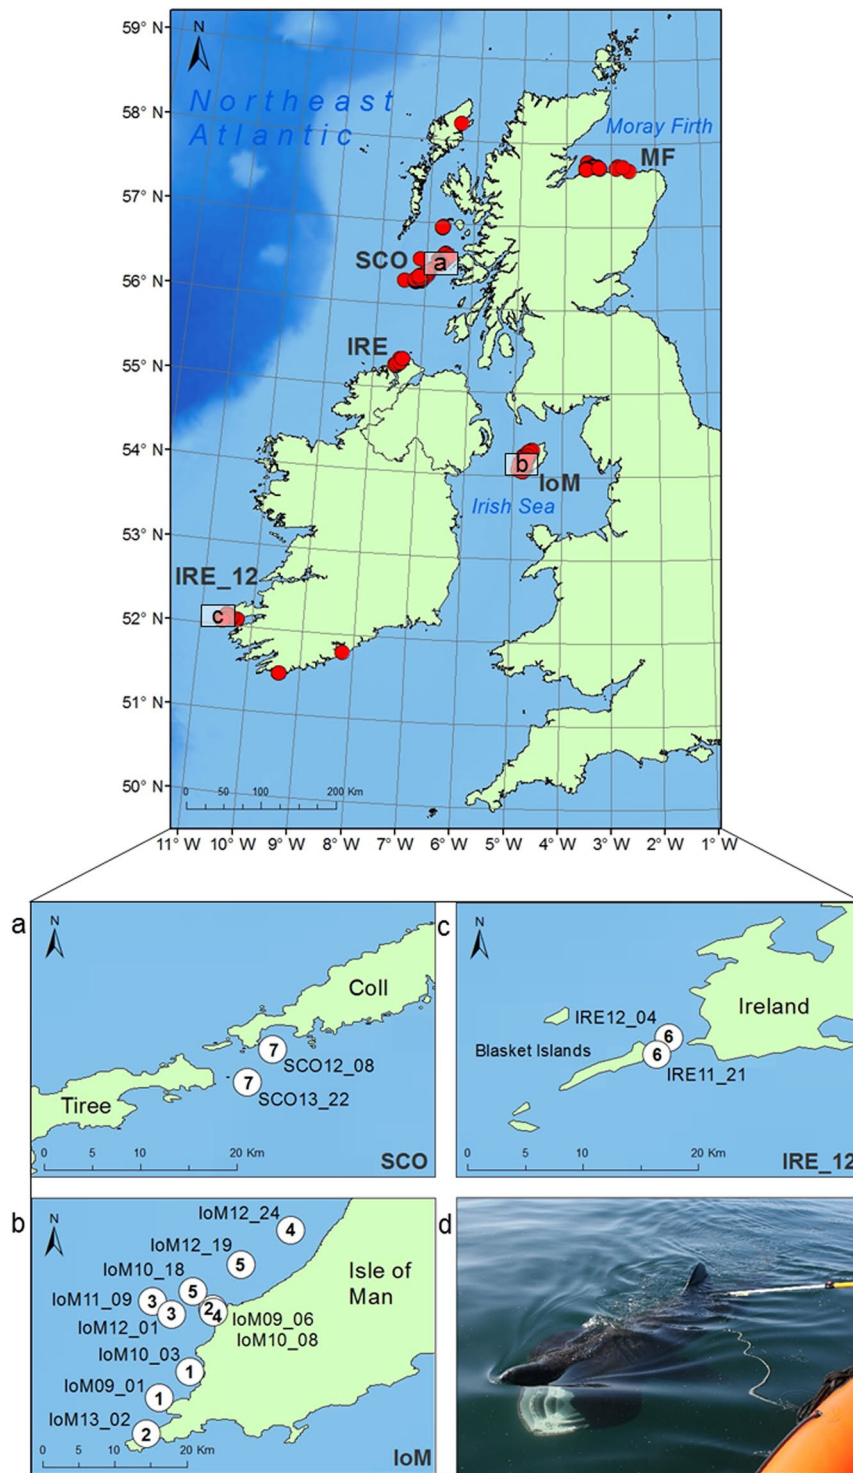 59° N
58° N
57° N
56° N
55° N
54° N
53° N
52° N
51° N
50° N
N
Northeast
Atlantic
Moray Firth
MF
SCO
a
IRE
b
IoM
Irish Sea
IRE_12
c
0 50 100 200 Km
11° W 10° W 9° W 8° W 7° W 6° W 5° W 4° W 3° W 2° W 1° W
a
N
Coll
7
SCO12_08
7
SCO13_22
Tiree
0 5 10 20 Km
SCO
c
N
Ireland
IRE12_04
6
Blasket Islands
6
IRE11_21
0 5 10 20 Km
IRE_12
b
N
IoM12_24
4
IoM12_19
5
Isle of
Man
IoM10_18
5
IoM11_09
3
3
2
4
IoM12_01
IoM09_06
IoM10_08
IoM10_03
1
IoM09_01
1
IoM13_02
2
0 5 10 20 Km
IoM
d